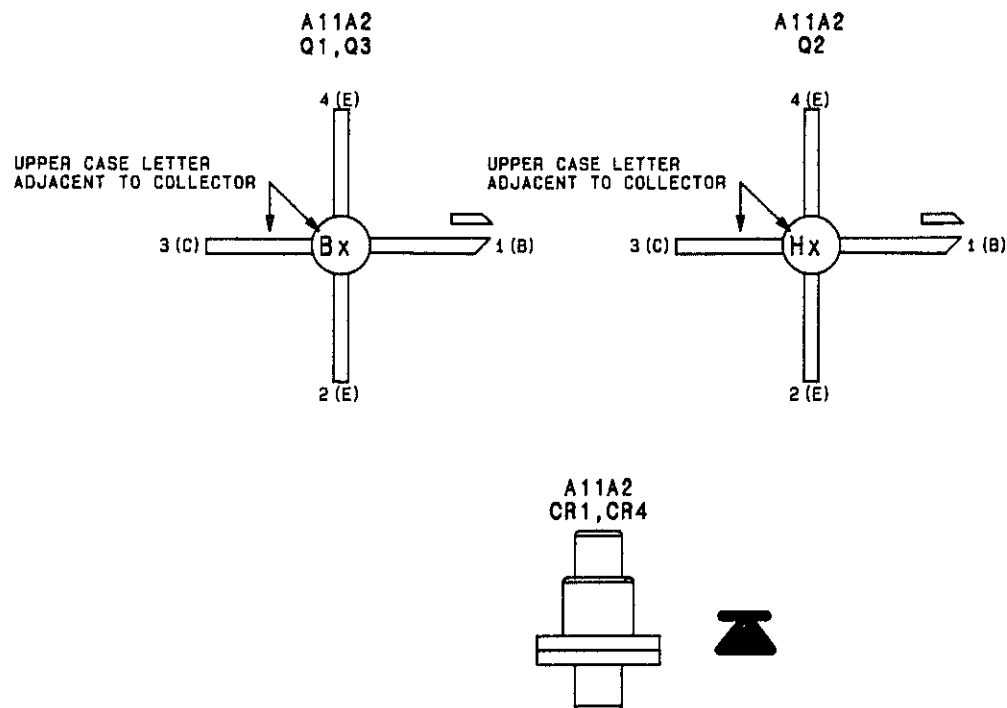 A11A2
Q1,Q3
4(E)
UPPER CASE LETTER
ADJACENT TO COLLECTOR
3(C)
Bx
1(B)
2(E)
A11A2
Q2
4(E)
UPPER CASE LETTER
ADJACENT TO COLLECTOR
3(C)
Hx
1(B)
2(E)
A11A2
CR1,CR4